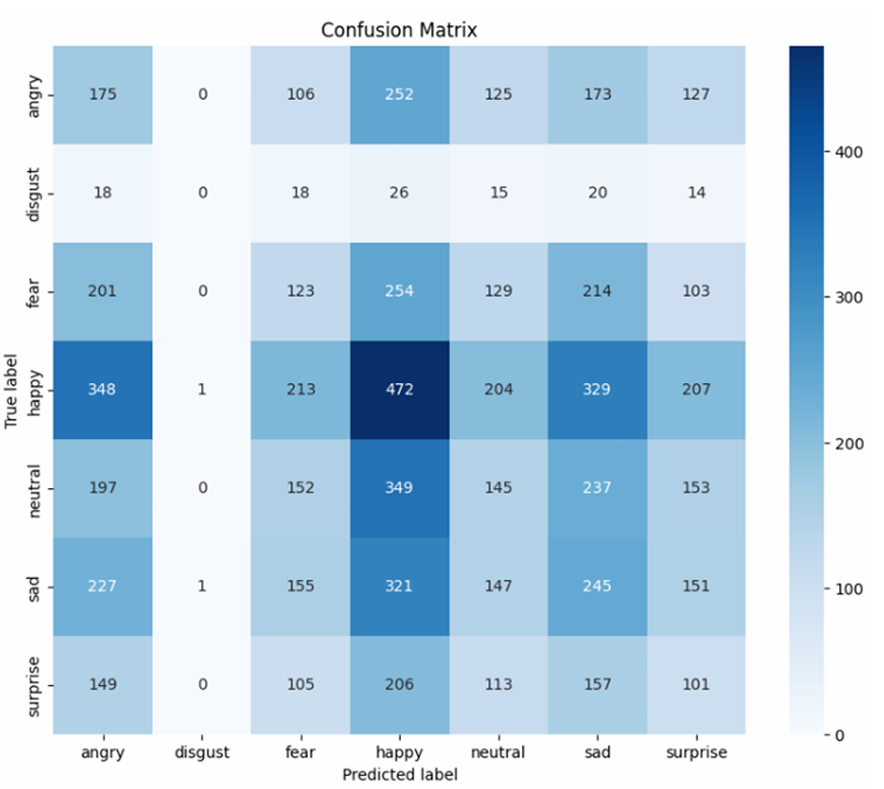 Confusion Matrix
angry 175 0 106 252 125 173 127
disgust 18 0 18 26 15 20 14
fear 201 0 123 254 129 214 103
happy 348 1 213 472 204 329 207
neutral 197 0 152 349 145 237 153
sad 227 1 155 321 147 245 151
surprise 149 0 105 206 113 157 101
True label
angry disgust fear happy neutral sad surprise
Predicted label
400
300
200
100
0